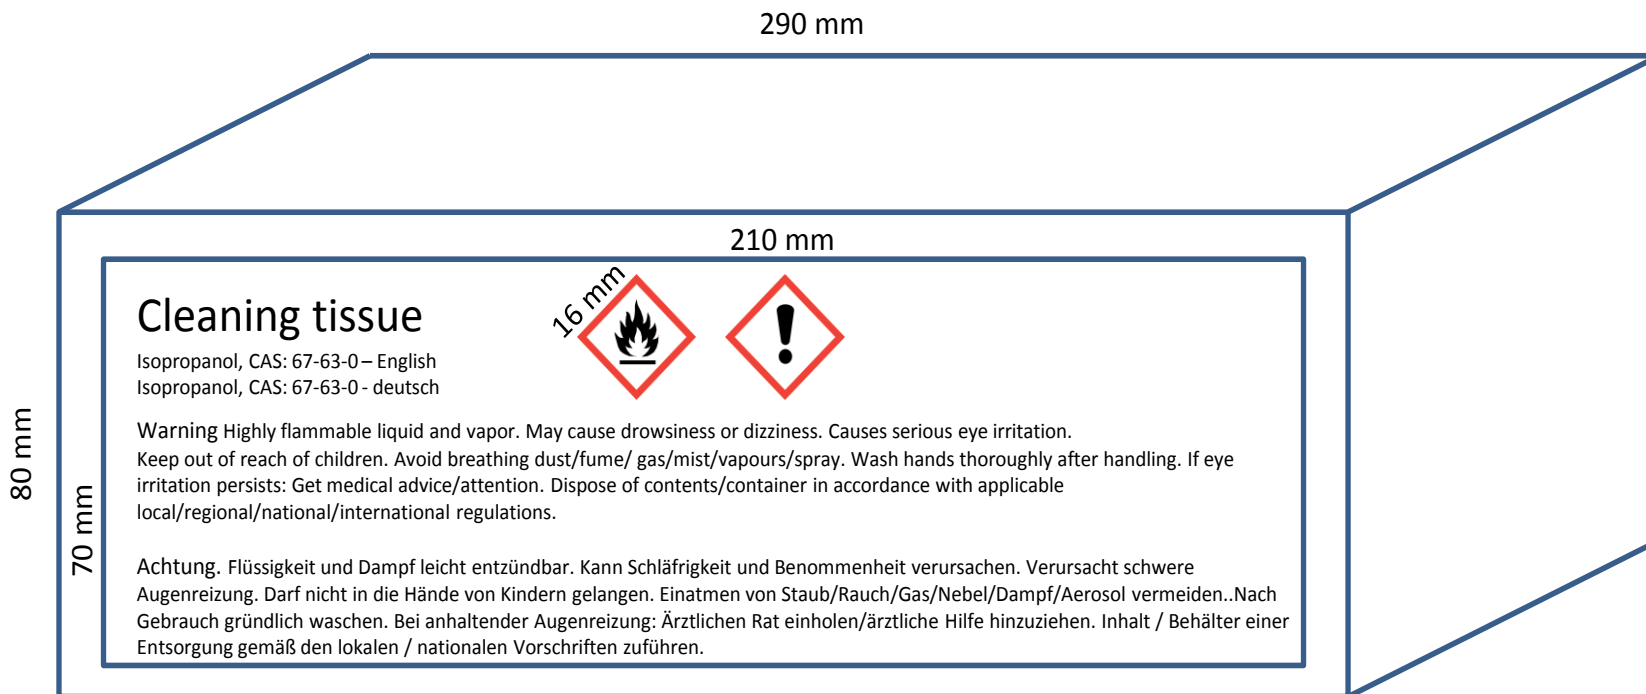 290 mm
210 mm
16 mm
Cleaning tissue
Isopropanol, CAS: 67-63-0 – English
Isopropanol, CAS: 67-63-0 - deutsch
80 mm
70 mm
Warning Highly flammable liquid and vapor. May cause drowsiness or dizziness. Causes serious eye irritation.
Keep out of reach of children. Avoid breathing dust/fume/ gas/mist/vapours/spray. Wash hands thoroughly after handling. If eye
irritation persists: Get medical advice/attention. Dispose of contents/container in accordance with applicable
local/regional/national/international regulations.
Achtung. Flüssigkeit und Dampf leicht entzündbar. Kann Schläfrigkeit und Benommenheit verursachen. Verursacht schwere
Augenreizung. Darf nicht in die Hände von Kindern gelangen. Einatmen von Staub/Rauch/Gas/Nebel/Dampf/Aerosol vermeiden..Nach
Gebrauch gründlich waschen. Bei anhaltender Augenreizung: Ärztlichen Rat einholen/ärztliche Hilfe hinzuziehen. Inhalt / Behälter einer
Entsorgung gemäß den lokalen / nationalen Vorschriften zuführen.